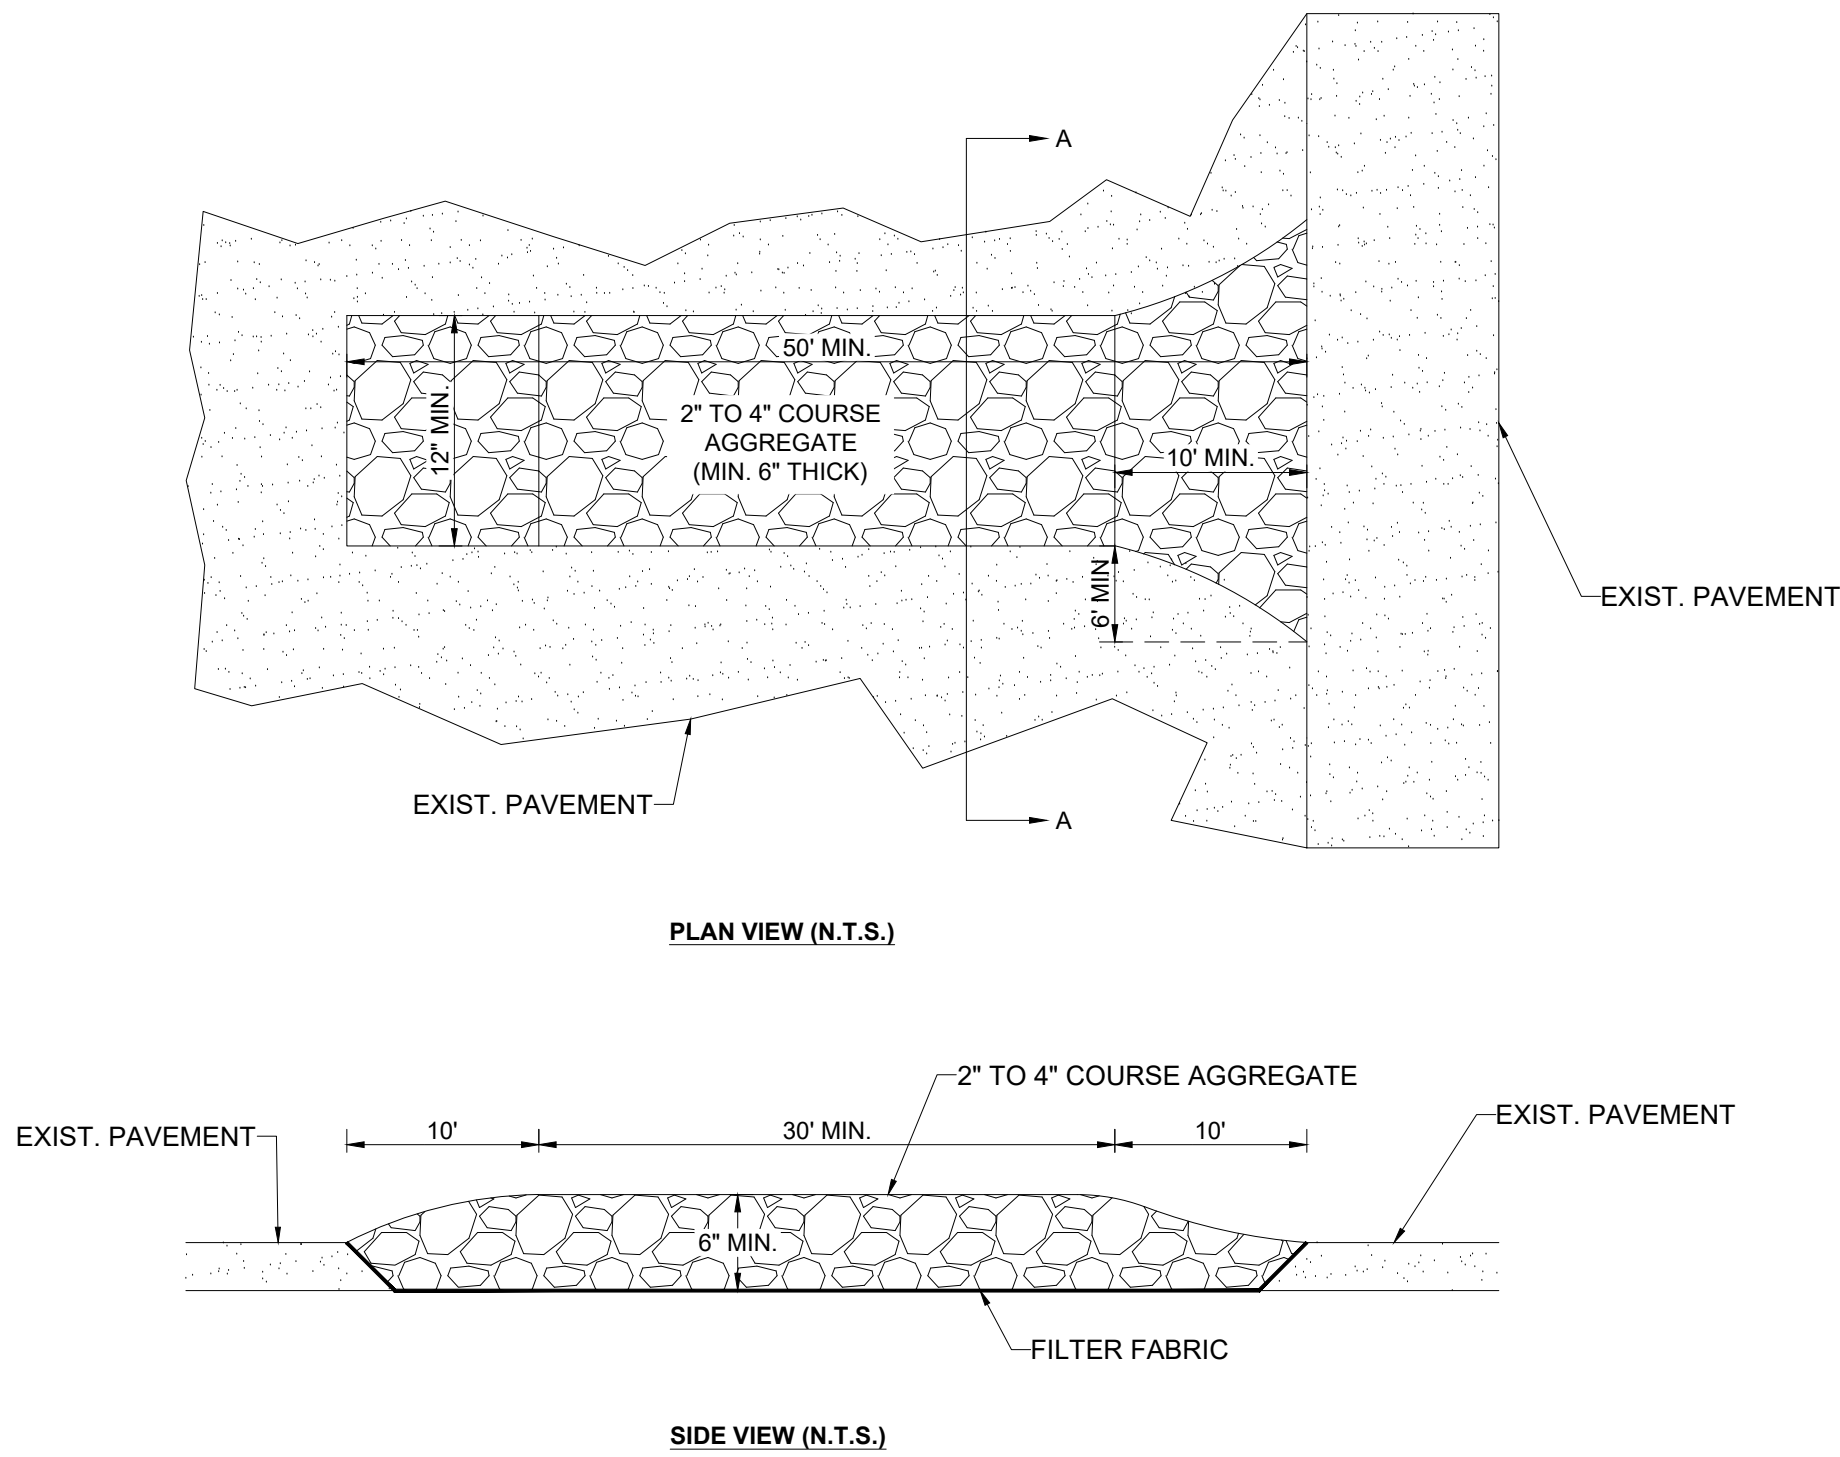 A
50' MIN.
12" MIN.
2" TO 4" COURSE
AGGREGATE
(MIN. 6" THICK)
10' MIN.
6' MIN
EXIST. PAVEMENT
EXIST. PAVEMENT
A
PLAN VIEW (N.T.S.)
2" TO 4" COURSE AGGREGATE
EXIST. PAVEMENT
10'
30' MIN.
10'
EXIST. PAVEMENT
6" MIN.
FILTER FABRIC
SIDE VIEW (N.T.S.)